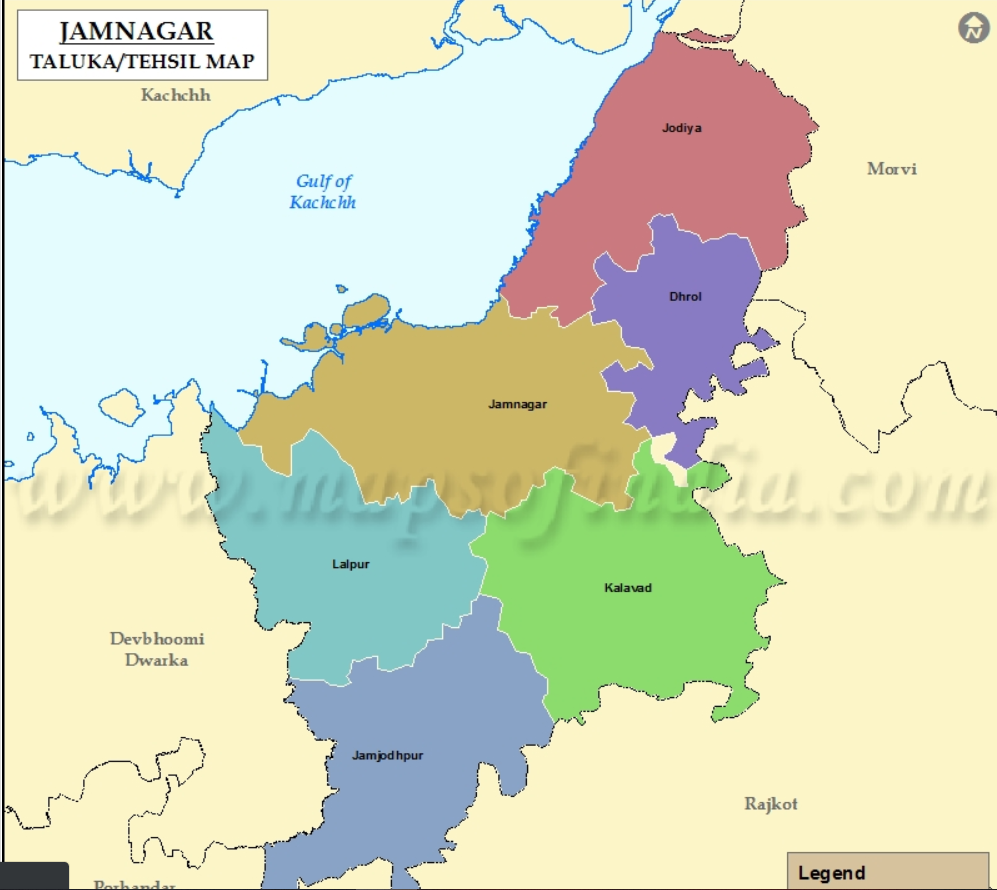 JAMNAGAR
TALUKA/TEHSIL MAP
N
Kachchh
Jodiya
Morvi
Gulf of
Kachchh
Dhrol
Jamnagar
www.mapsofindia.com
Lalpur
Kalavad
Devbhoomi
Dwarka
Jamjodhpur
Rajkot
Legend
Porbandar